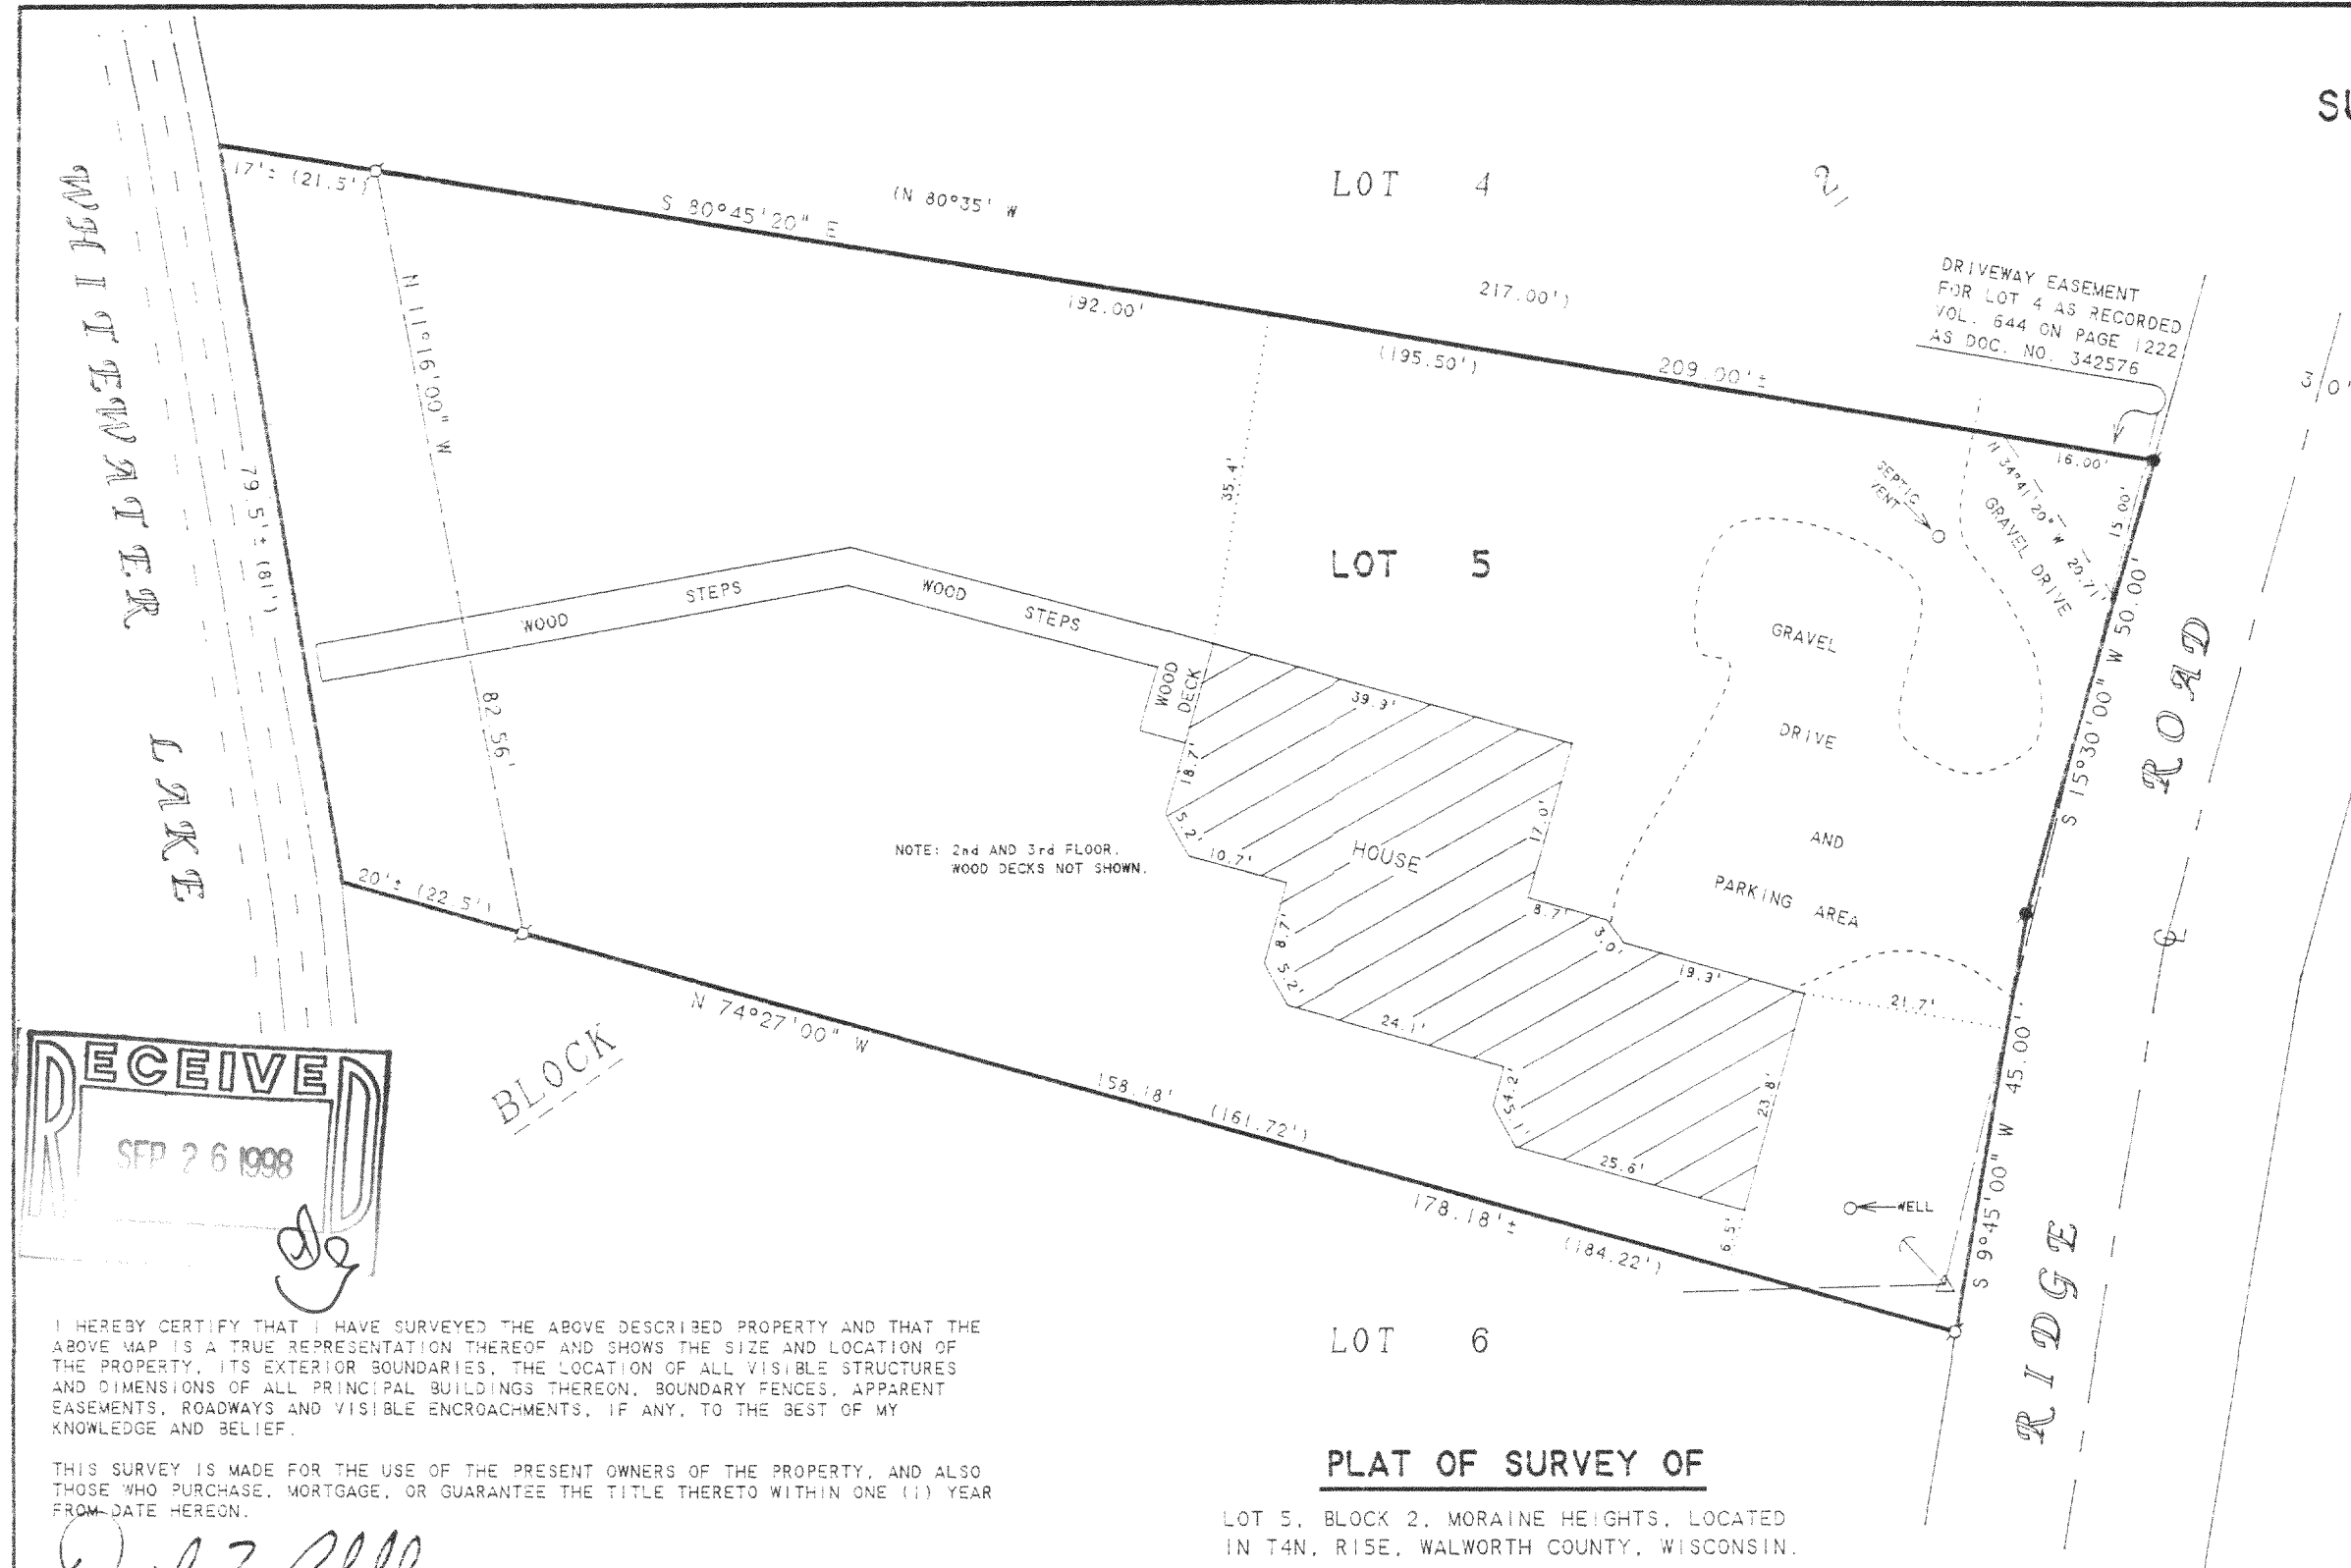 SU
LOT 4
2
17'± (21.5')
S 80°45'20" E
(N 80°35' W
192.00'
217.00')
(195.50')
209.00'±
DRIVEWAY EASEMENT
FOR LOT 4 AS RECORDED
VOL. 644 ON PAGE 1222
AS DOC. NO. 342576
30'
WHITEWATER LAKE
N 11°16'00" W
82.56'
79.5'± (81')
35.4'
LOT 5
SEPTIC
VENT
16.00'
15.00'
N 34°41'20" W 20.71'
GRAVEL DRIVE
S 15°30'00" W 50.00'
GRAVEL
DRIVE
AND
PARKING AREA
WOOD STEPS
WOOD STEPS
WOOD
DECK
39.3'
18.7'
5.2'
10.7'
17.0'
HOUSE
8.7'
8.7'
3.0'
5.2'
19.3'
21.7'
24.1'
54.2'
5.1'
23.8'
25.6'
6.5'
NOTE: 2nd AND 3rd FLOOR.
WOOD DECKS NOT SHOWN.
20'± (22.5')
N 74°27'00" W
158.18'
(161.72')
178.18'±
(184.22')
WELL
S 9°45'00" W 45.00'
RIDGE ROAD
BLOCK
LOT 6
RECEIVED
SEP 26 1998
I HEREBY CERTIFY THAT I HAVE SURVEYED THE ABOVE DESCRIBED PROPERTY AND THAT THE
ABOVE MAP IS A TRUE REPRESENTATION THEREOF AND SHOWS THE SIZE AND LOCATION OF
THE PROPERTY, ITS EXTERIOR BOUNDARIES, THE LOCATION OF ALL VISIBLE STRUCTURES
AND DIMENSIONS OF ALL PRINCIPAL BUILDINGS THEREON, BOUNDARY FENCES, APPARENT
EASEMENTS, ROADWAYS AND VISIBLE ENCROACHMENTS, IF ANY, TO THE BEST OF MY
KNOWLEDGE AND BELIEF.
THIS SURVEY IS MADE FOR THE USE OF THE PRESENT OWNERS OF THE PROPERTY, AND ALSO
THOSE WHO PURCHASE, MORTGAGE, OR GUARANTEE THE TITLE THERETO WITHIN ONE (1) YEAR
FROM DATE HEREON.
PLAT OF SURVEY OF
LOT 5, BLOCK 2, MORAINE HEIGHTS, LOCATED
IN T4N, R15E, WALWORTH COUNTY, WISCONSIN.